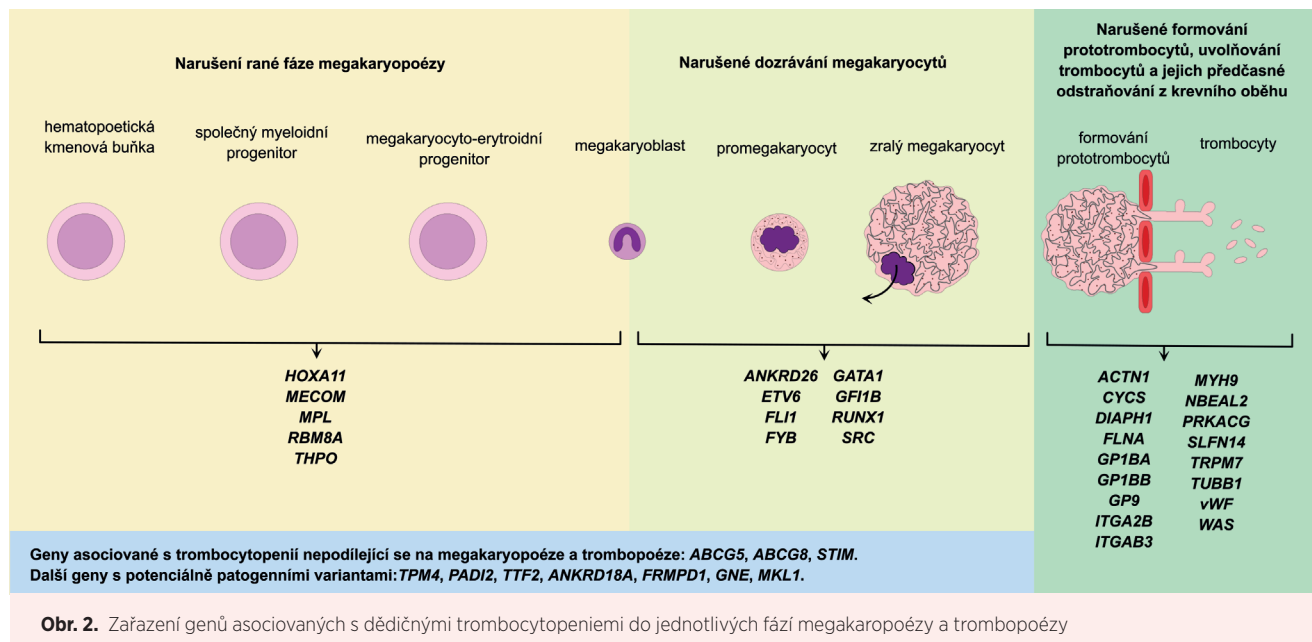 Narušení rané fáze megakaryopoézy
Narušené dozrávání megakaryocytů
Narušené formování
prototrombocytů, uvolňování
trombocytů a jejich předčasné
odstraňování z krevního oběhu
hematopoetická
kmenová buňka
společný myeloidní
progenitor
megakaryocyto-erytroidní
progenitor
megakaryoblast
promegakaryocyt
zralý megakaryocyt
formování
prototrombocytů
trombocyty
HOXA11
MECOM
MPL
RBM8A
THPO
ANKRD26
ETV6
FLI1
FYB
GATA1
GFI1B
RUNX1
SRC
ACTN1
CYCS
DIAPH1
FLNA
GP1BA
GP1BB
GP9
ITGA2B
ITGAB3
MYH9
NBEAL2
PRKACG
SLFN14
TRPM7
TUBB1
vWF
WAS
Geny asociované s trombocytopenií nepodílející se na megakaryopoéze a trombopoéze: ABCG5, ABCG8, STIM.
Další geny s potenciálně patogenními variantami:TPM4, PADI2, TTF2, ANKRD18A, FRMPD1, GNE, MKL1.
Obr. 2. Zařazení genů asociovaných s dědičnými trombocytopeniemi do jednotlivých fází megakaropoézy a trombopoézy